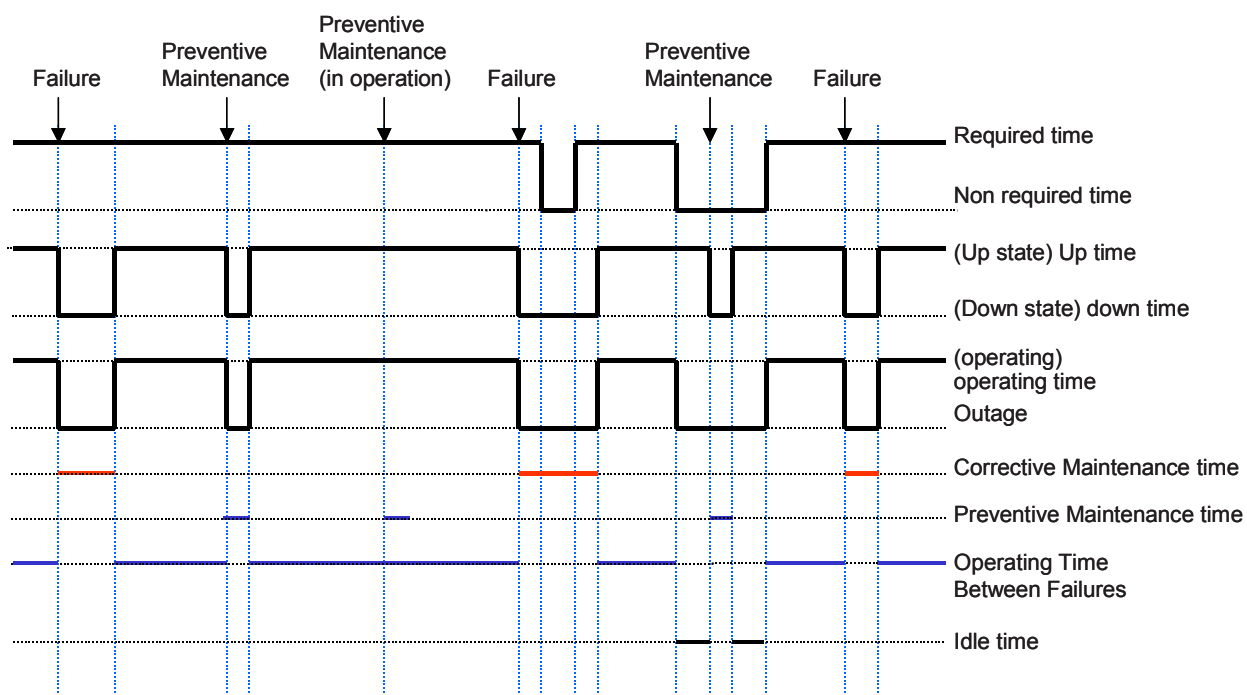 Failure
Preventive
Maintenance
Preventive
Maintenance
(in operation)
Failure
Preventive
Maintenance
Failure
Required time
Non required time
(Up state) Up time
(Down state) down time
(operating)
operating time
Outage
Corrective Maintenance time
Preventive Maintenance time
Operating Time
Between Failures
Idle time